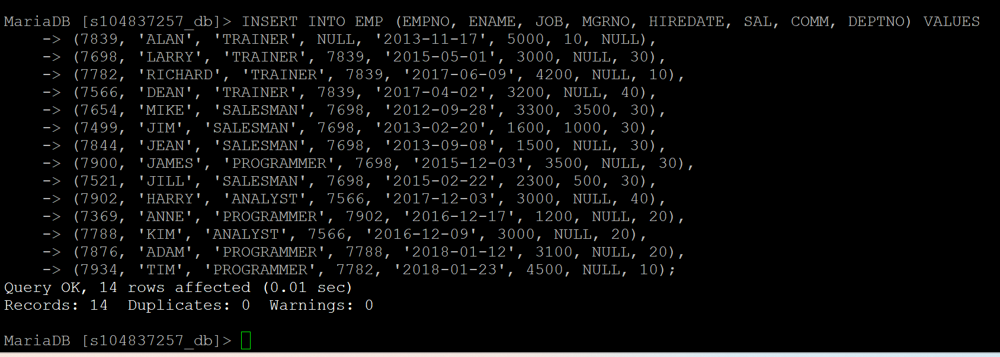 MariaDB [s104837257_db]> INSERT INTO EMP (EMPNO, ENAME, JOB, MGRNO, HIREDATE, SAL, COMM, DEPTNO) VALUES
    -> (7839, 'ALAN', 'TRAINER', NULL, '2013-11-17', 5000, 10, NULL),
    -> (7698, 'LARRY', 'TRAINER', 7839, '2015-05-01', 3000, NULL, 30),
    -> (7782, 'RICHARD', 'TRAINER', 7839, '2017-06-09', 4200, NULL, 10),
    -> (7566, 'DEAN', 'TRAINER', 7839, '2017-04-02', 3200, NULL, 40),
    -> (7654, 'MIKE', 'SALESMAN', 7698, '2012-09-28', 3300, 3500, 30),
    -> (7499, 'JIM', 'SALESMAN', 7698, '2013-02-20', 1600, 1000, 30),
    -> (7844, 'JEAN', 'SALESMAN', 7698, '2013-09-08', 1500, NULL, 30),
    -> (7900, 'JAMES', 'PROGRAMMER', 7698, '2015-12-03', 3500, NULL, 30),
    -> (7521, 'JILL', 'SALESMAN', 7698, '2015-02-22', 2300, 500, 30),
    -> (7902, 'HARRY', 'ANALYST', 7566, '2017-12-03', 3000, NULL, 40),
    -> (7369, 'ANNE', 'PROGRAMMER', 7902, '2016-12-17', 1200, NULL, 20),
    -> (7788, 'KIM', 'ANALYST', 7566, '2016-12-09', 3000, NULL, 20),
    -> (7876, 'ADAM', 'PROGRAMMER', 7788, '2018-01-12', 3100, NULL, 20),
    -> (7934, 'TIM', 'PROGRAMMER', 7782, '2018-01-23', 4500, NULL, 10);
Query OK, 14 rows affected (0.01 sec)
Records: 14  Duplicates: 0  Warnings: 0
MariaDB [s104837257_db]>